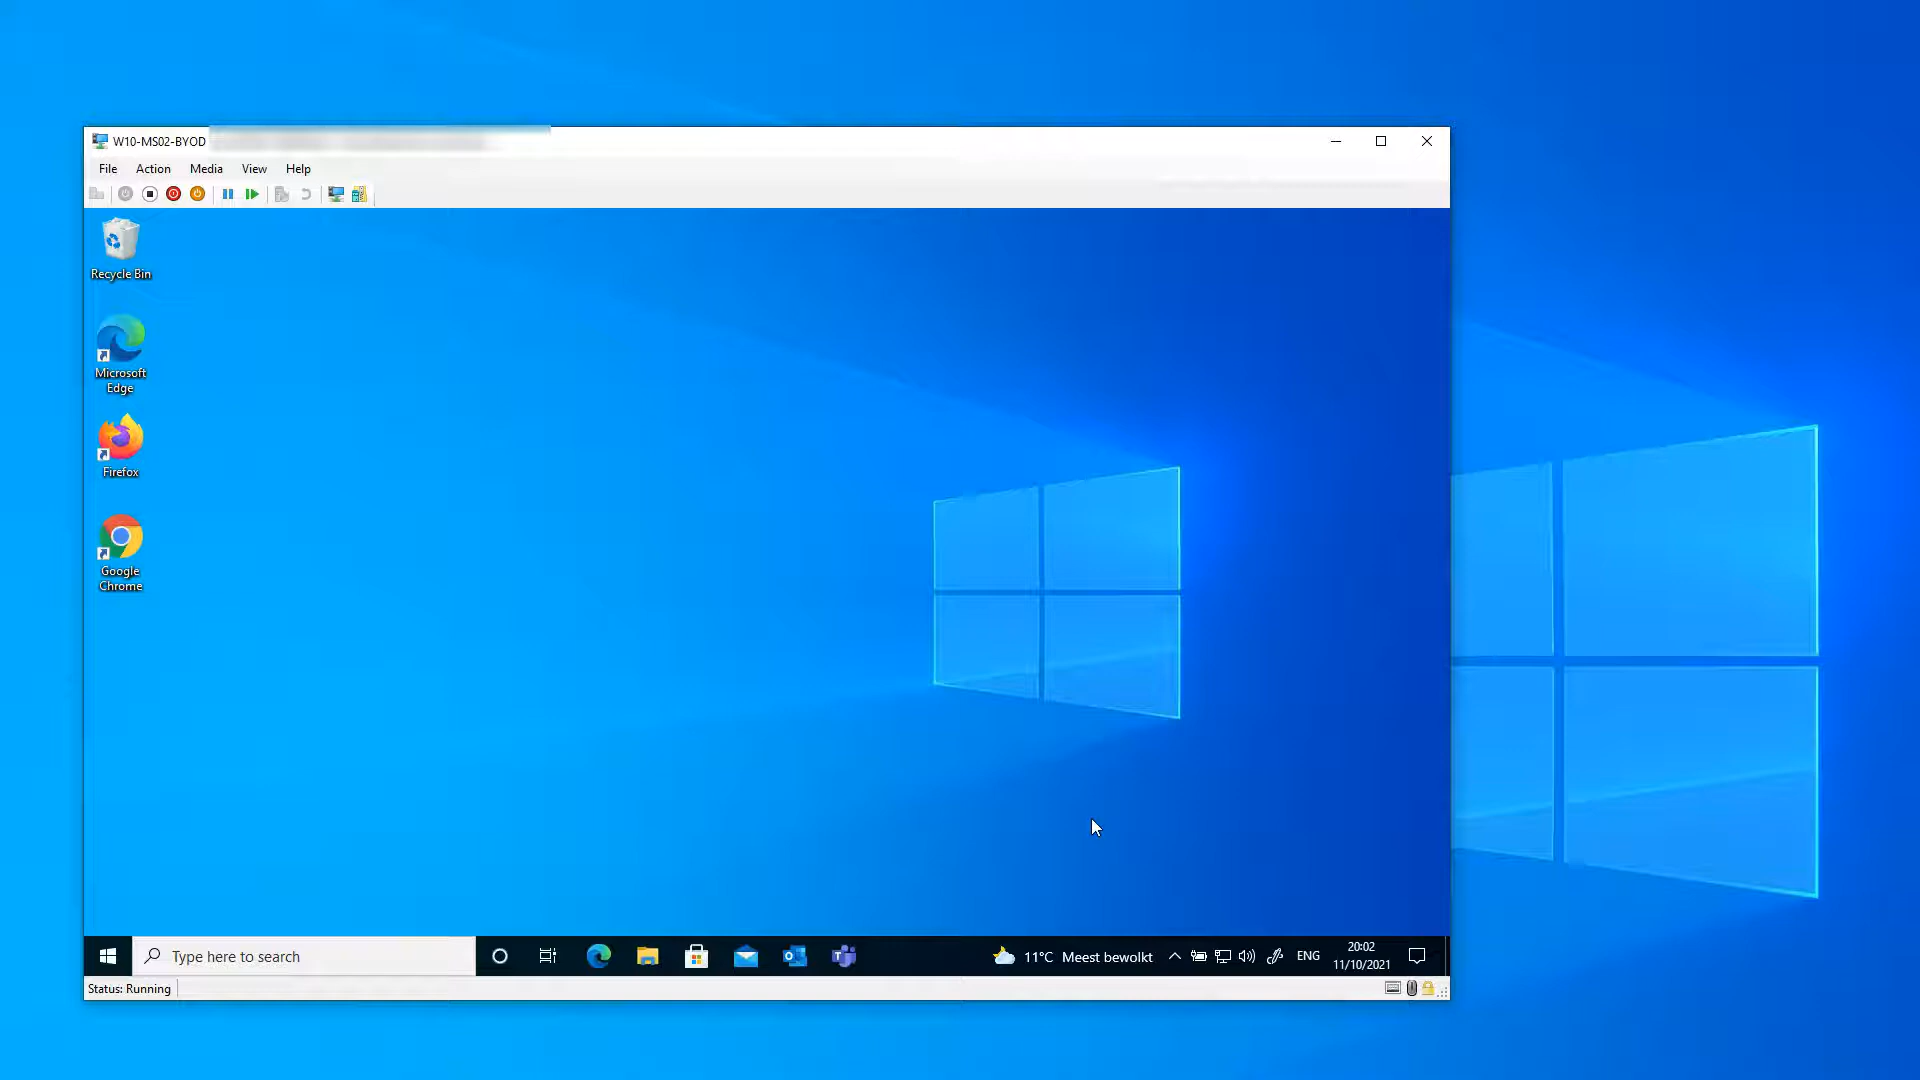 W10-MS02-BYOD
File Action Media View Help
Recycle Bin
Microsoft
Edge
Firefox
Google
Chrome
Type here to search
11°C Meest bewolkt
ENG
20:02
11/10/2021
Status: Running